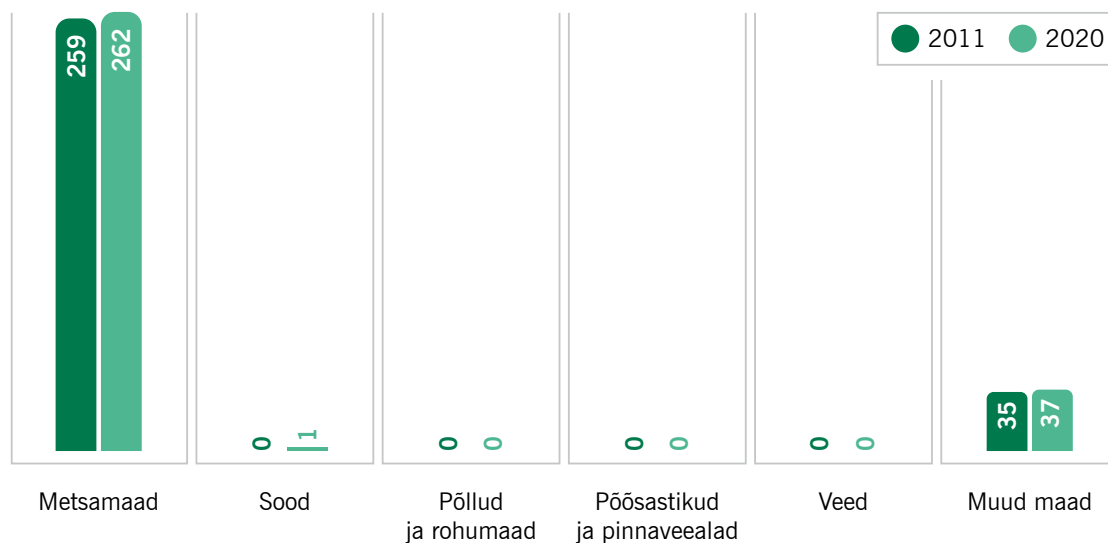 2011 2020
259 262
0 1
0 0
0 0
0 0
35 37
Metsamaad
Sood
Põllud
ja rohumaad
Põõsastikud
ja pinnaveealad
Veed
Muud maad